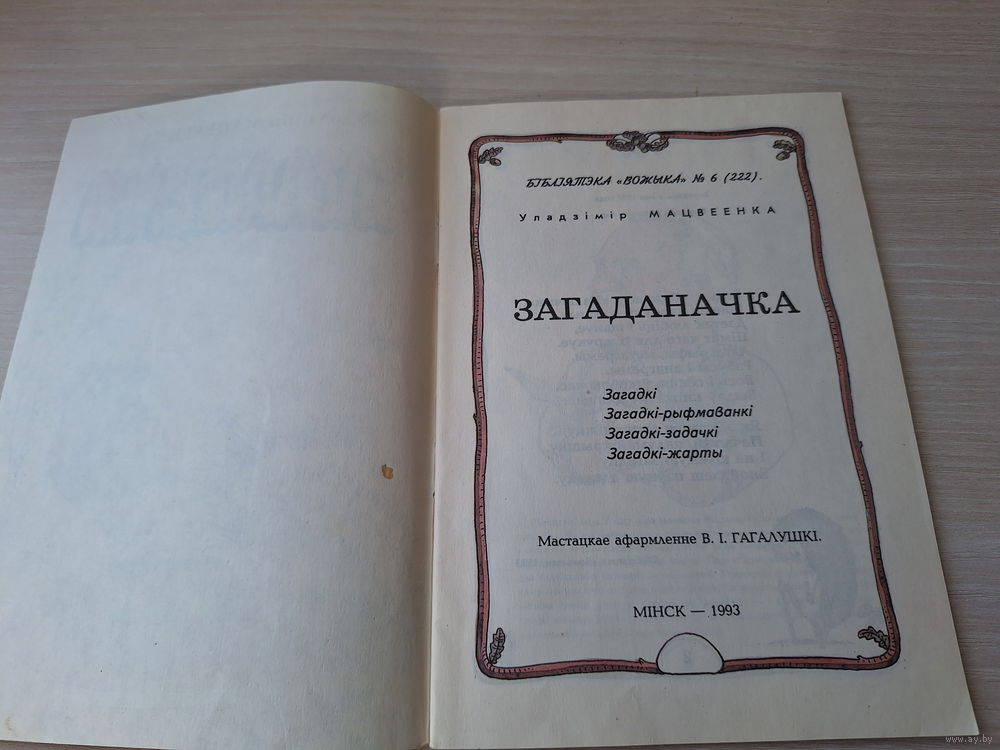 БІБЛІЯТЭКА «ВОЖЫКА» № 6 (222).
Уладзімір МАЦВЕЕНКА
ЗАГАДАНАЧКА
Загадкі
Загадкі-рыфмаванкі
Загадкі-задачкі
Загадкі-жарты
Мастацкае афармленне В. І. ГАГАЛУШКІ.
МІНСК — 1993
www.ay.by